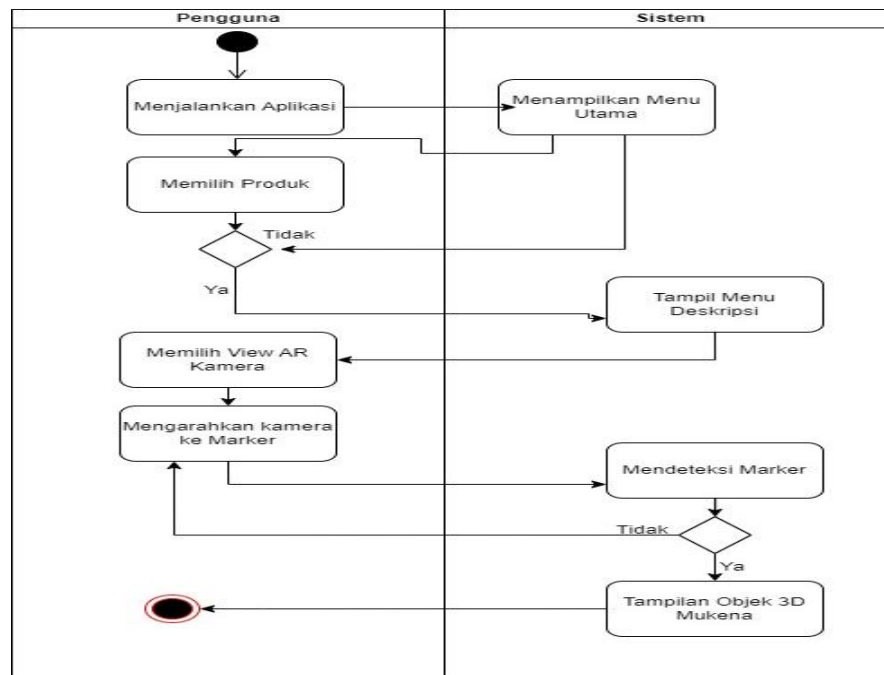 Pengguna
Sistem
Menjalankan Aplikasi
Menampilkan Menu
Utama
Memilih Produk
Tidak
Ya
Tampil Menu
Deskripsi
Memilih View AR
Kamera
Mengarahkan kamera
ke Marker
Mendeteksi Marker
Tidak
Ya
Tampilan Objek 3D
Mukena